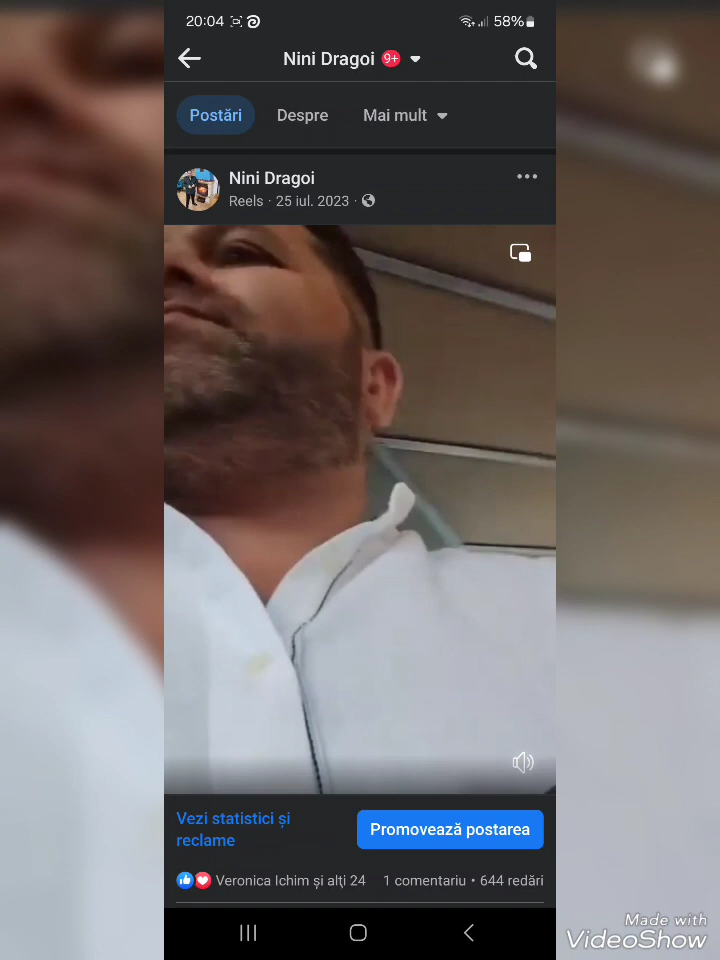 20:04
58%
Nini Dragoi 9+
Postări Despre Mai mult
Nini Dragoi
Reels · 25 iul. 2023 ·
Vezi statistici și
reclame
Promovează postarea
Veronica Ichim și alți 24 1 comentariu • 644 redări
Made with
VideoShow